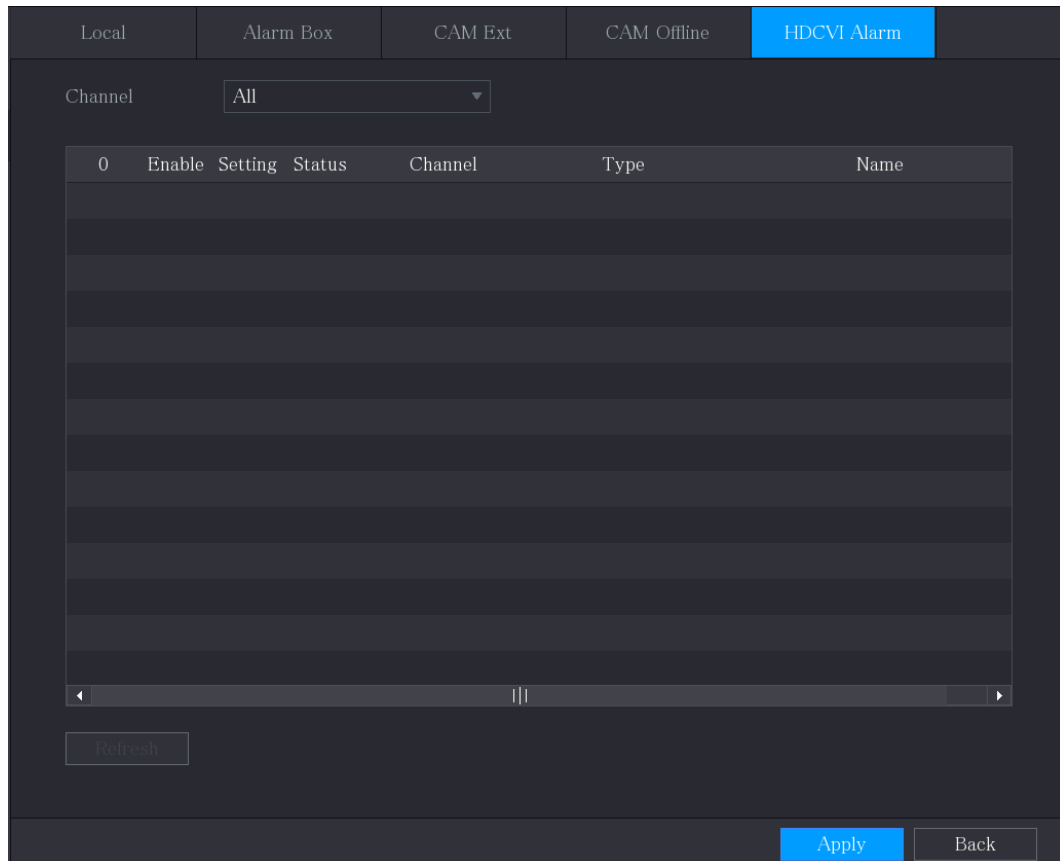 Local Alarm Box CAM Ext CAM Offline HDCVI Alarm
Channel All
0 Enable Setting Status Channel Type Name
Refresh
Apply Back